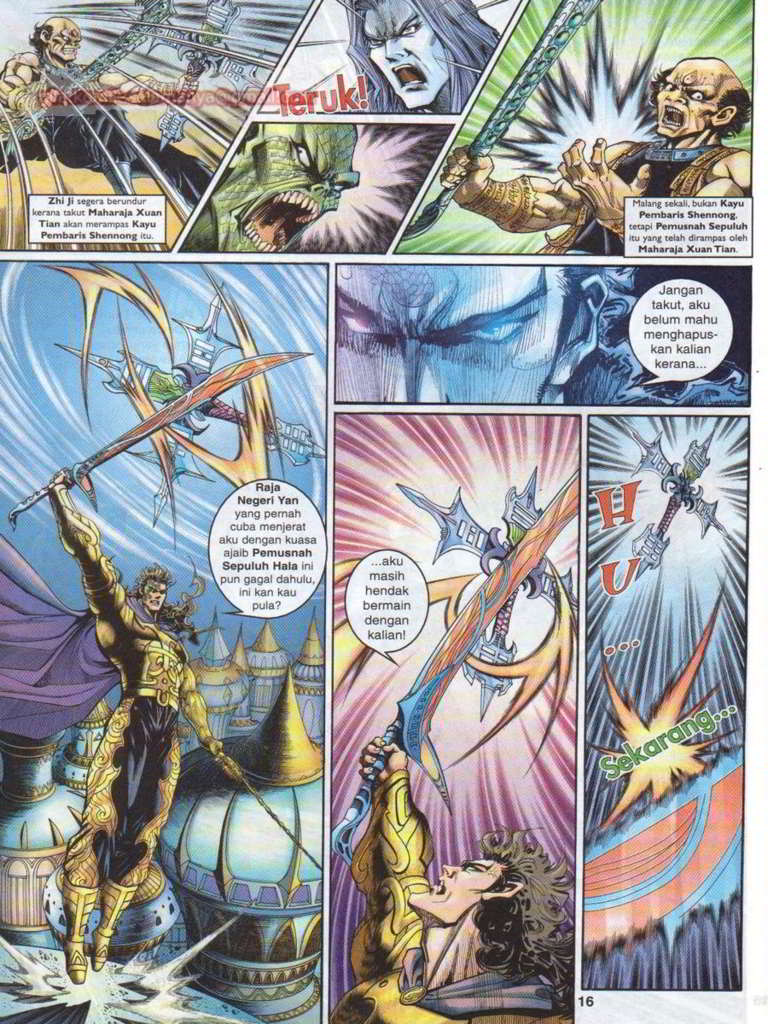 Zhi Ji segera berundur
kerana takut Maharaja Xuan
Tian akan merampas Kayu
Pembaris Shennong itu.
Teruk!
Malang sekali, bukan Kayu
Pembaris Shennong,
tetapi Pemusnah Sepuluh
itu yang telah dirampas oleh
Maharaja Xuan Tian.
Raja
Negeri Yan
yang pernah
cuba menjerat
aku dengan kuasa
ajaib Pemusnah
Sepuluh Hala ini
pun gagal dahulu,
ini kan kau
pula?
Jangan
takut, aku
belum mahu
menghapus-
kan kalian
kerana...
...aku
masih
hendak
bermain
dengan
kalian!
H
U
...
Sekarang...
16